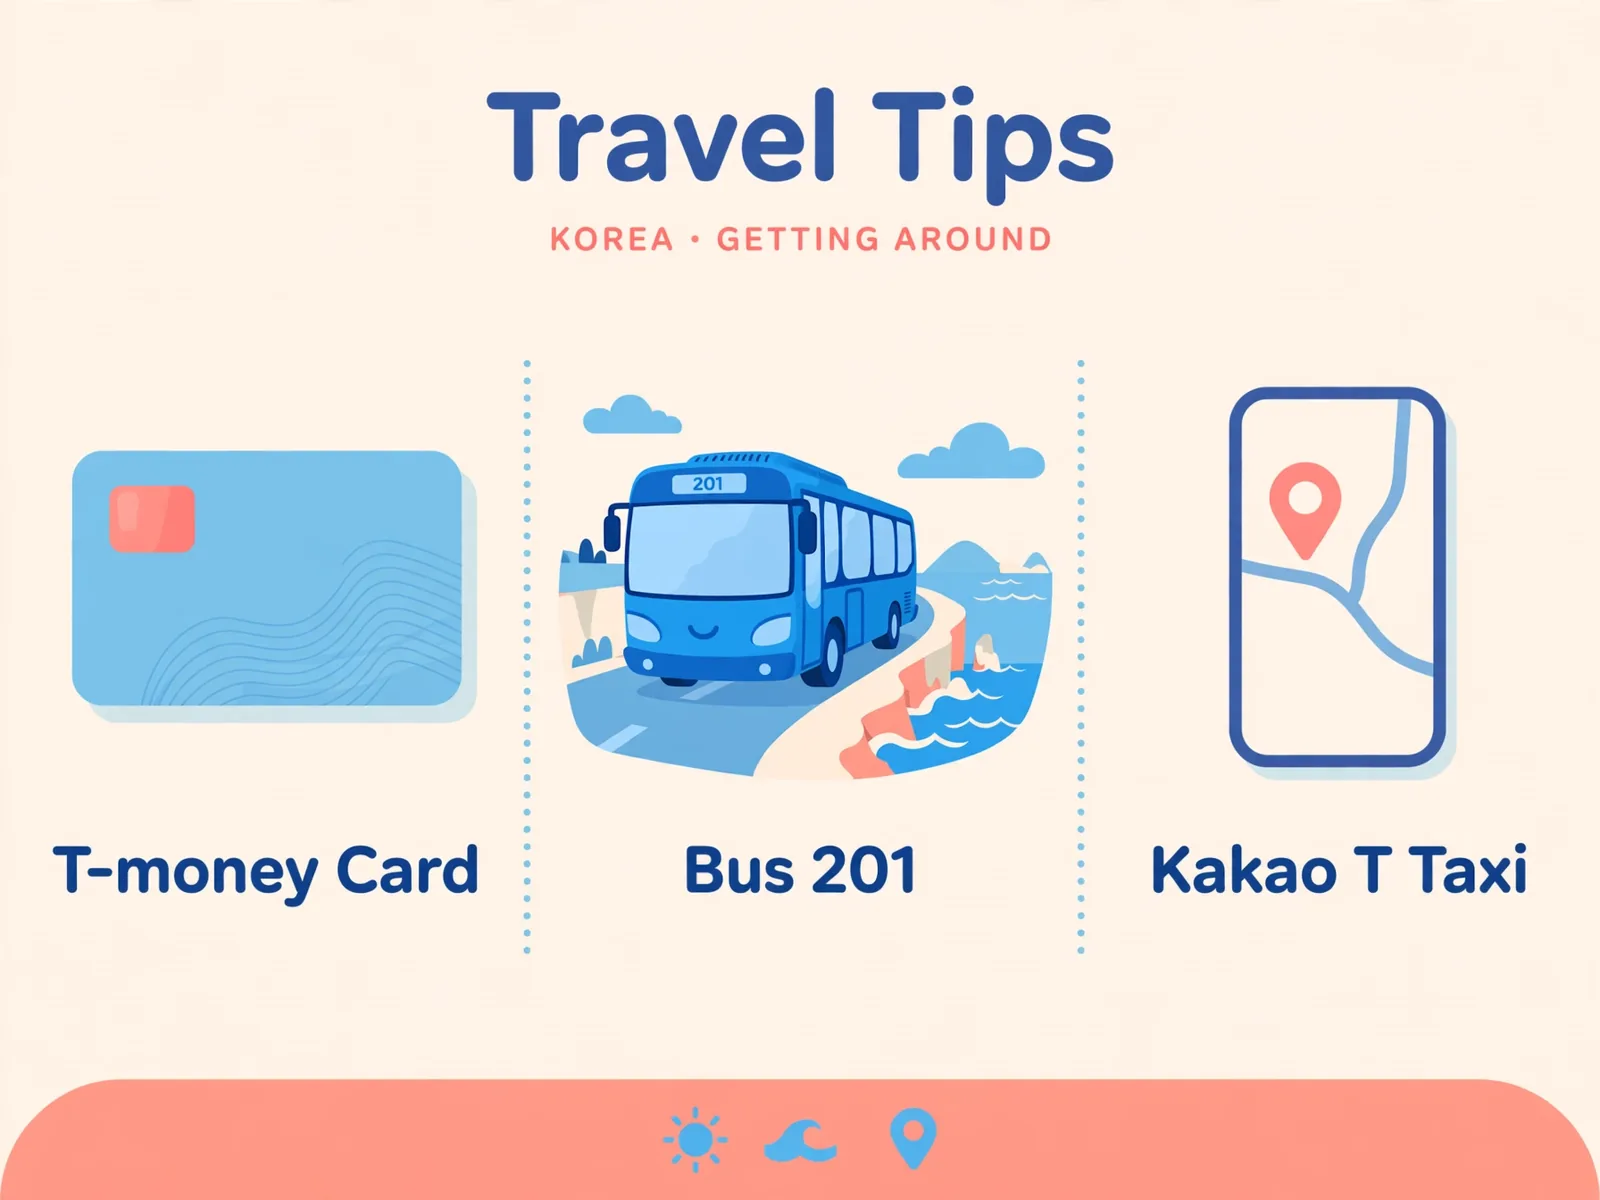 Travel Tips
KOREA • GETTING AROUND
201
T-money Card
Bus 201
Kakao T Taxi